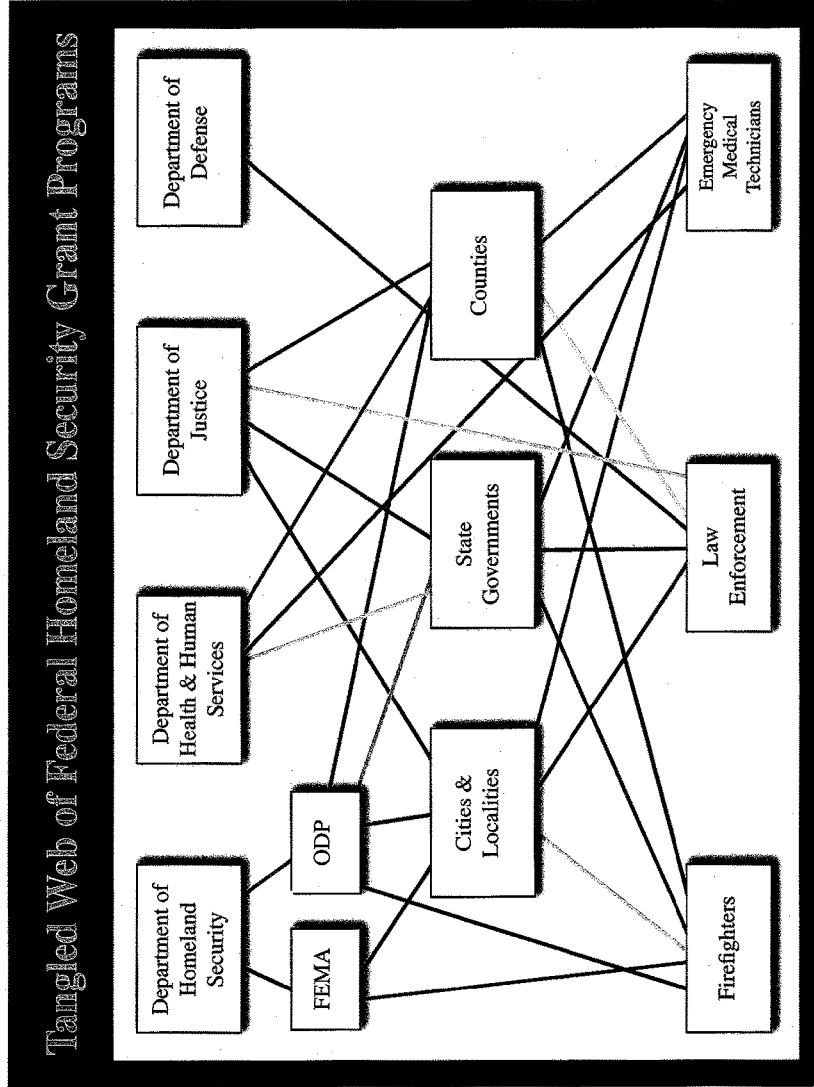 Tangled Web of Federal Homeland Security Grant Programs
Department of
Homeland
Security
Department of
Health & Human
Services
Department of
Justice
Department of
Defense
FEMA
ODP
Cities &
Localities
State
Governments
Counties
Firefighters
Law
Enforcement
Emergency
Medical
Technicians